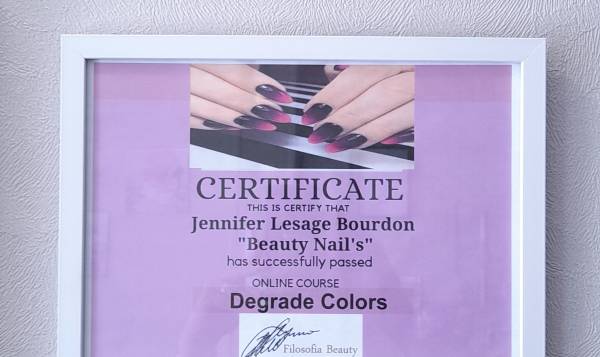 CERTIFICATE
THIS IS CERTIFY THAT
Jennifer Lesage Bourdon
"Beauty Nail's"
has successfully passed
ONLINE COURSE
Degrade Colors
Filosofia Beauty